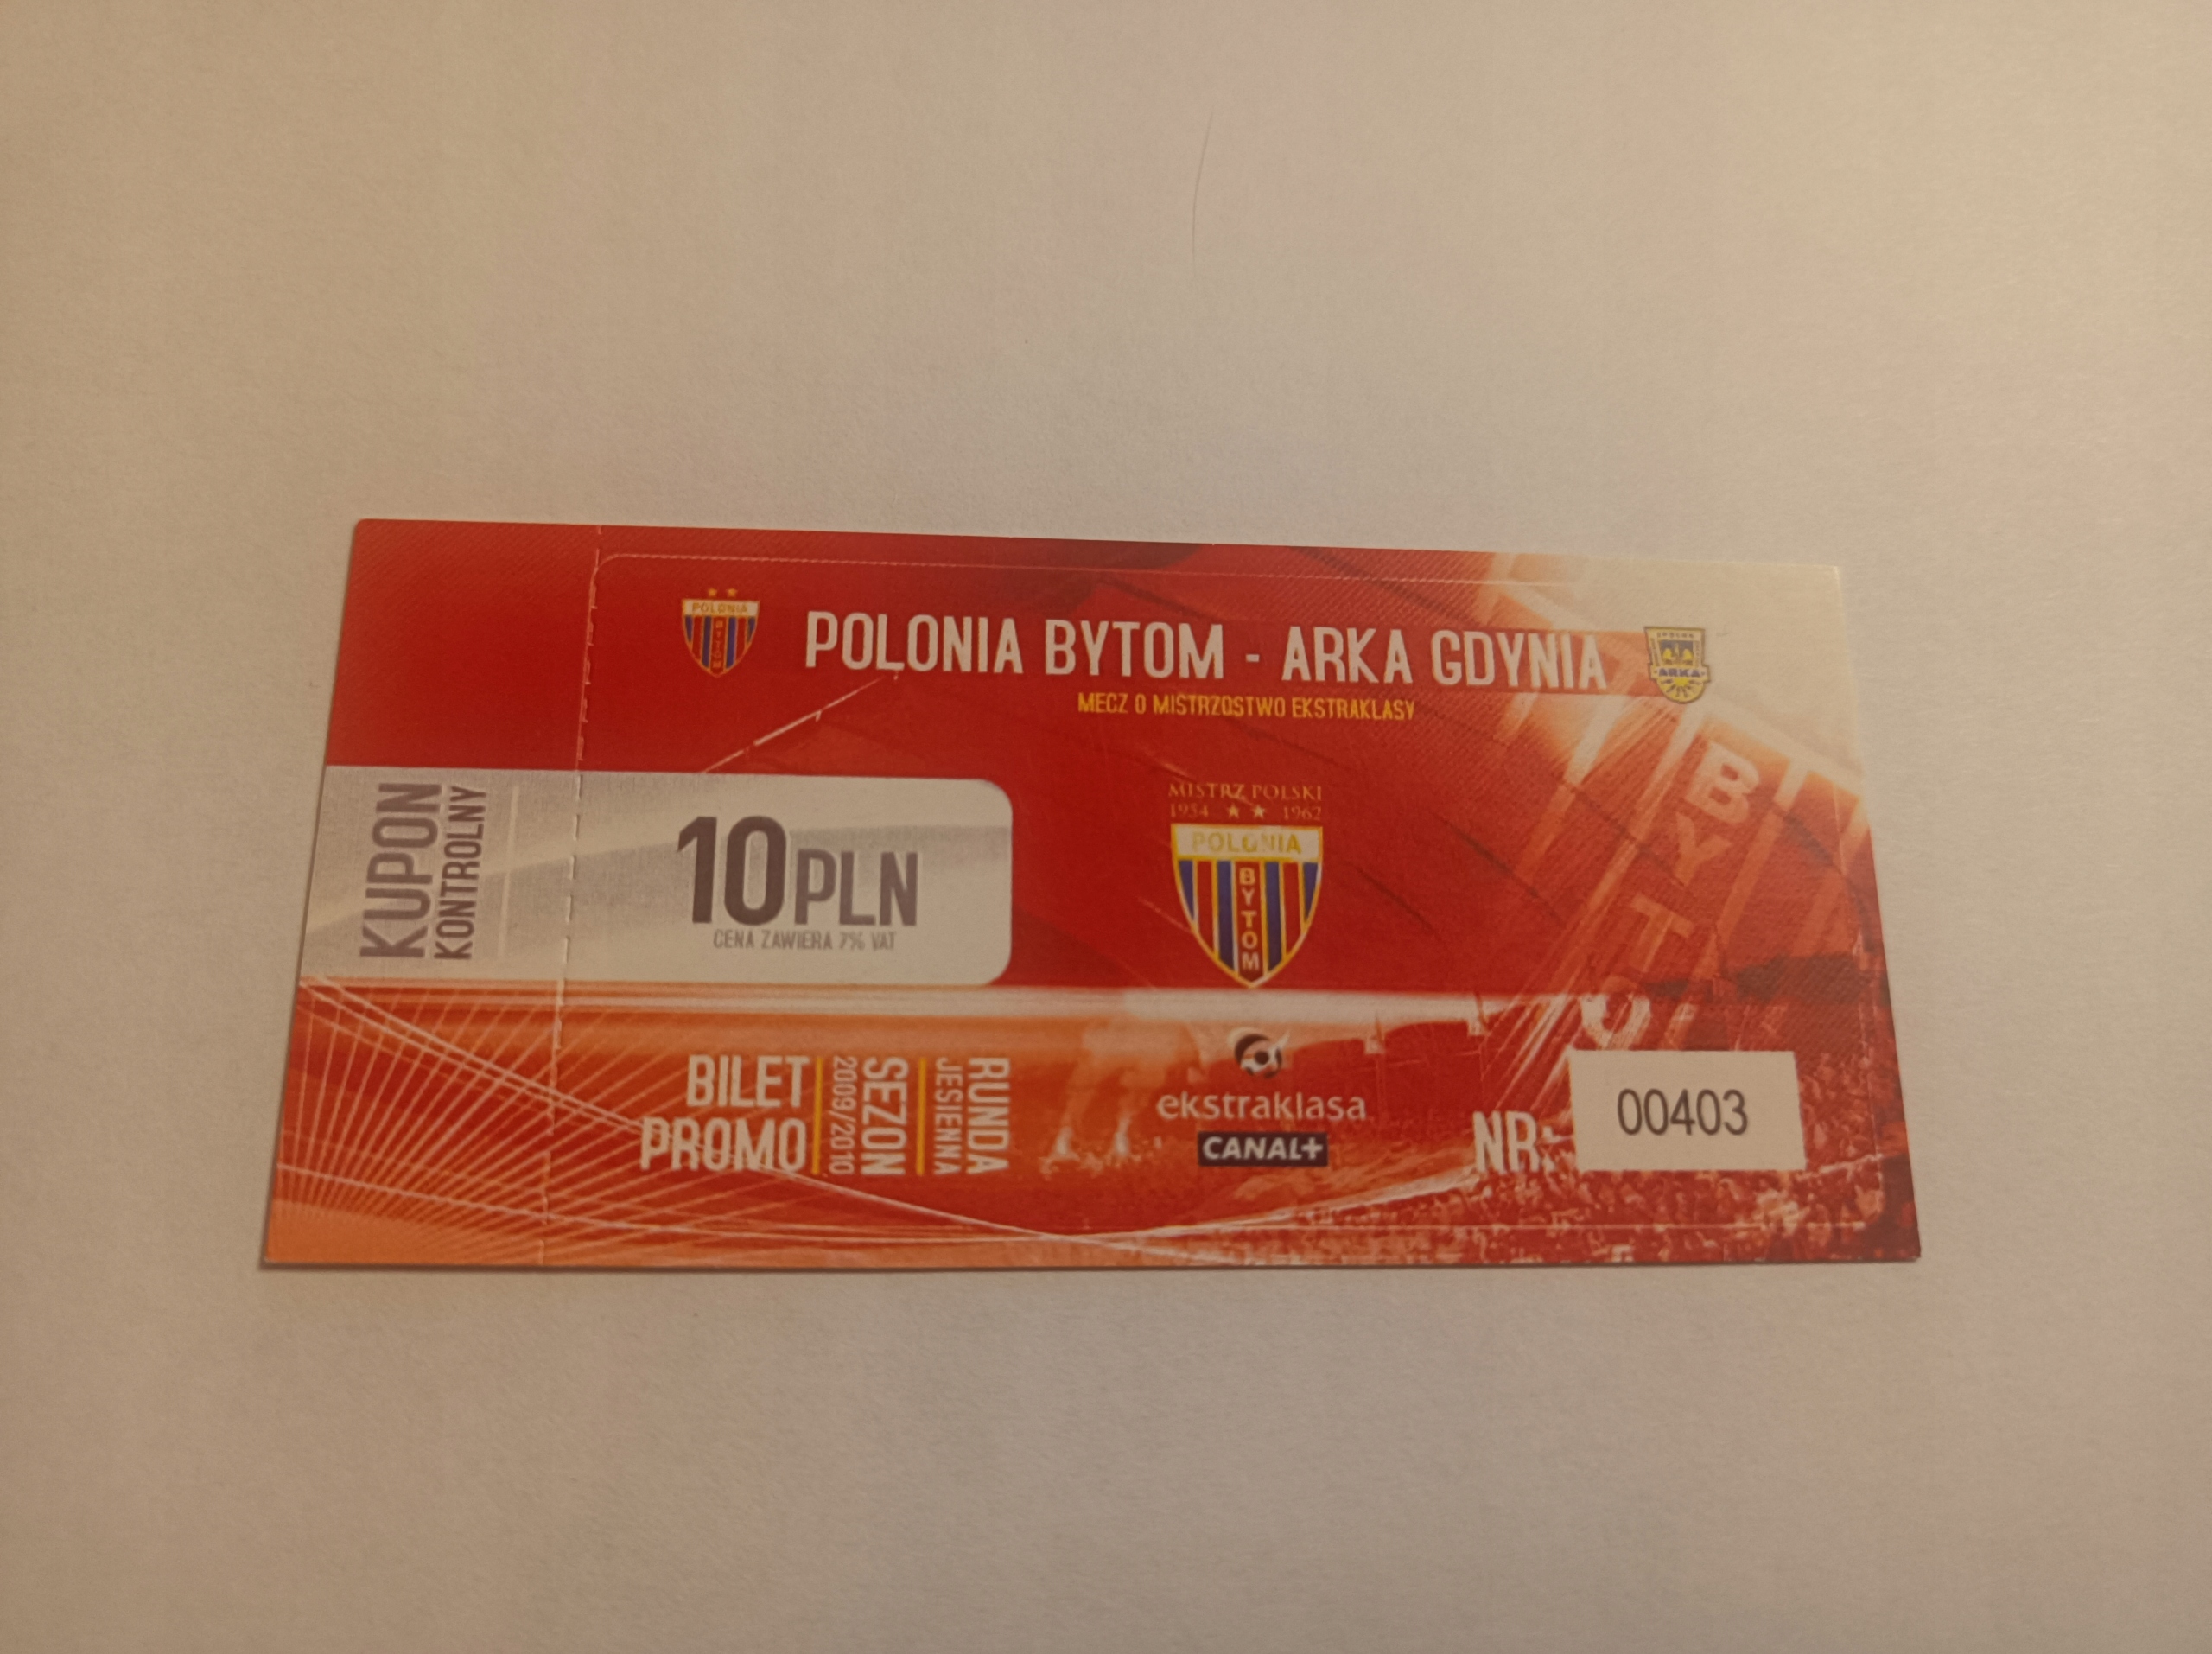 POLONIA
BYTOM
POLONIA BYTOM - ARKA GDYNIA
ARKA
MECZ O MISTRZOSTWO EKSTRAKLASY
KUPON
KONTROLNY
10PLN
CENA ZAWIERA 7% VAT
MISTRZ POLSKI
1954 1962
POLONIA
BYTOM
BYTO
BILET
PROMO
SEZON
2009/2010
RUNDA
JESIENNA
ekstraklasa
CANAL+
NR: 00403